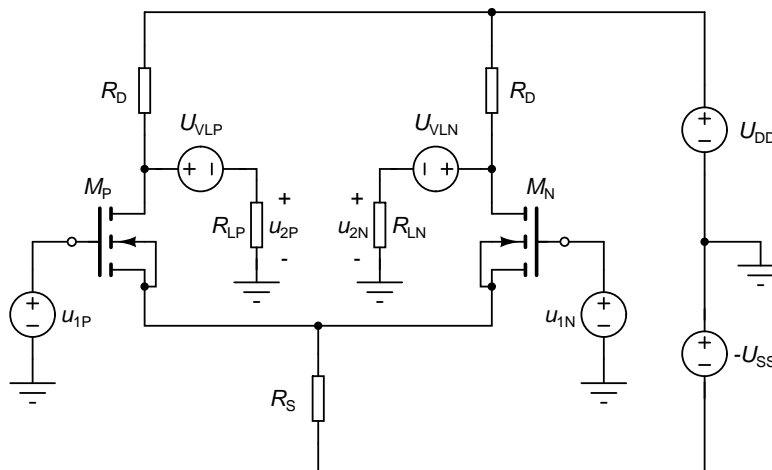 R_D
R_D
U_VLP
U_VLN
U_DD
M_P
M_N
+
+
R_LP
u_2P
u_2N
R_LN
-
-
u_1P
u_1N
-U_SS
R_S